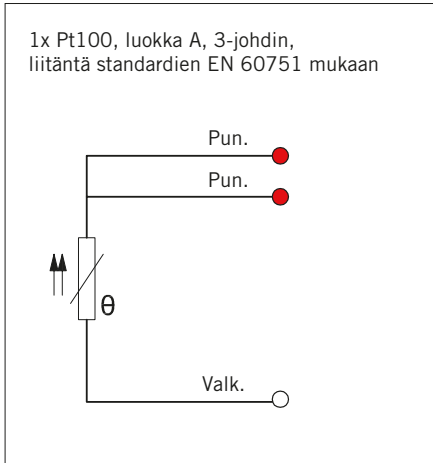 1x Pt100, luokka A, 3-johdin,
liitäntä standardien EN 60751 mukaan
Pun.
Pun.
θ
Valk.